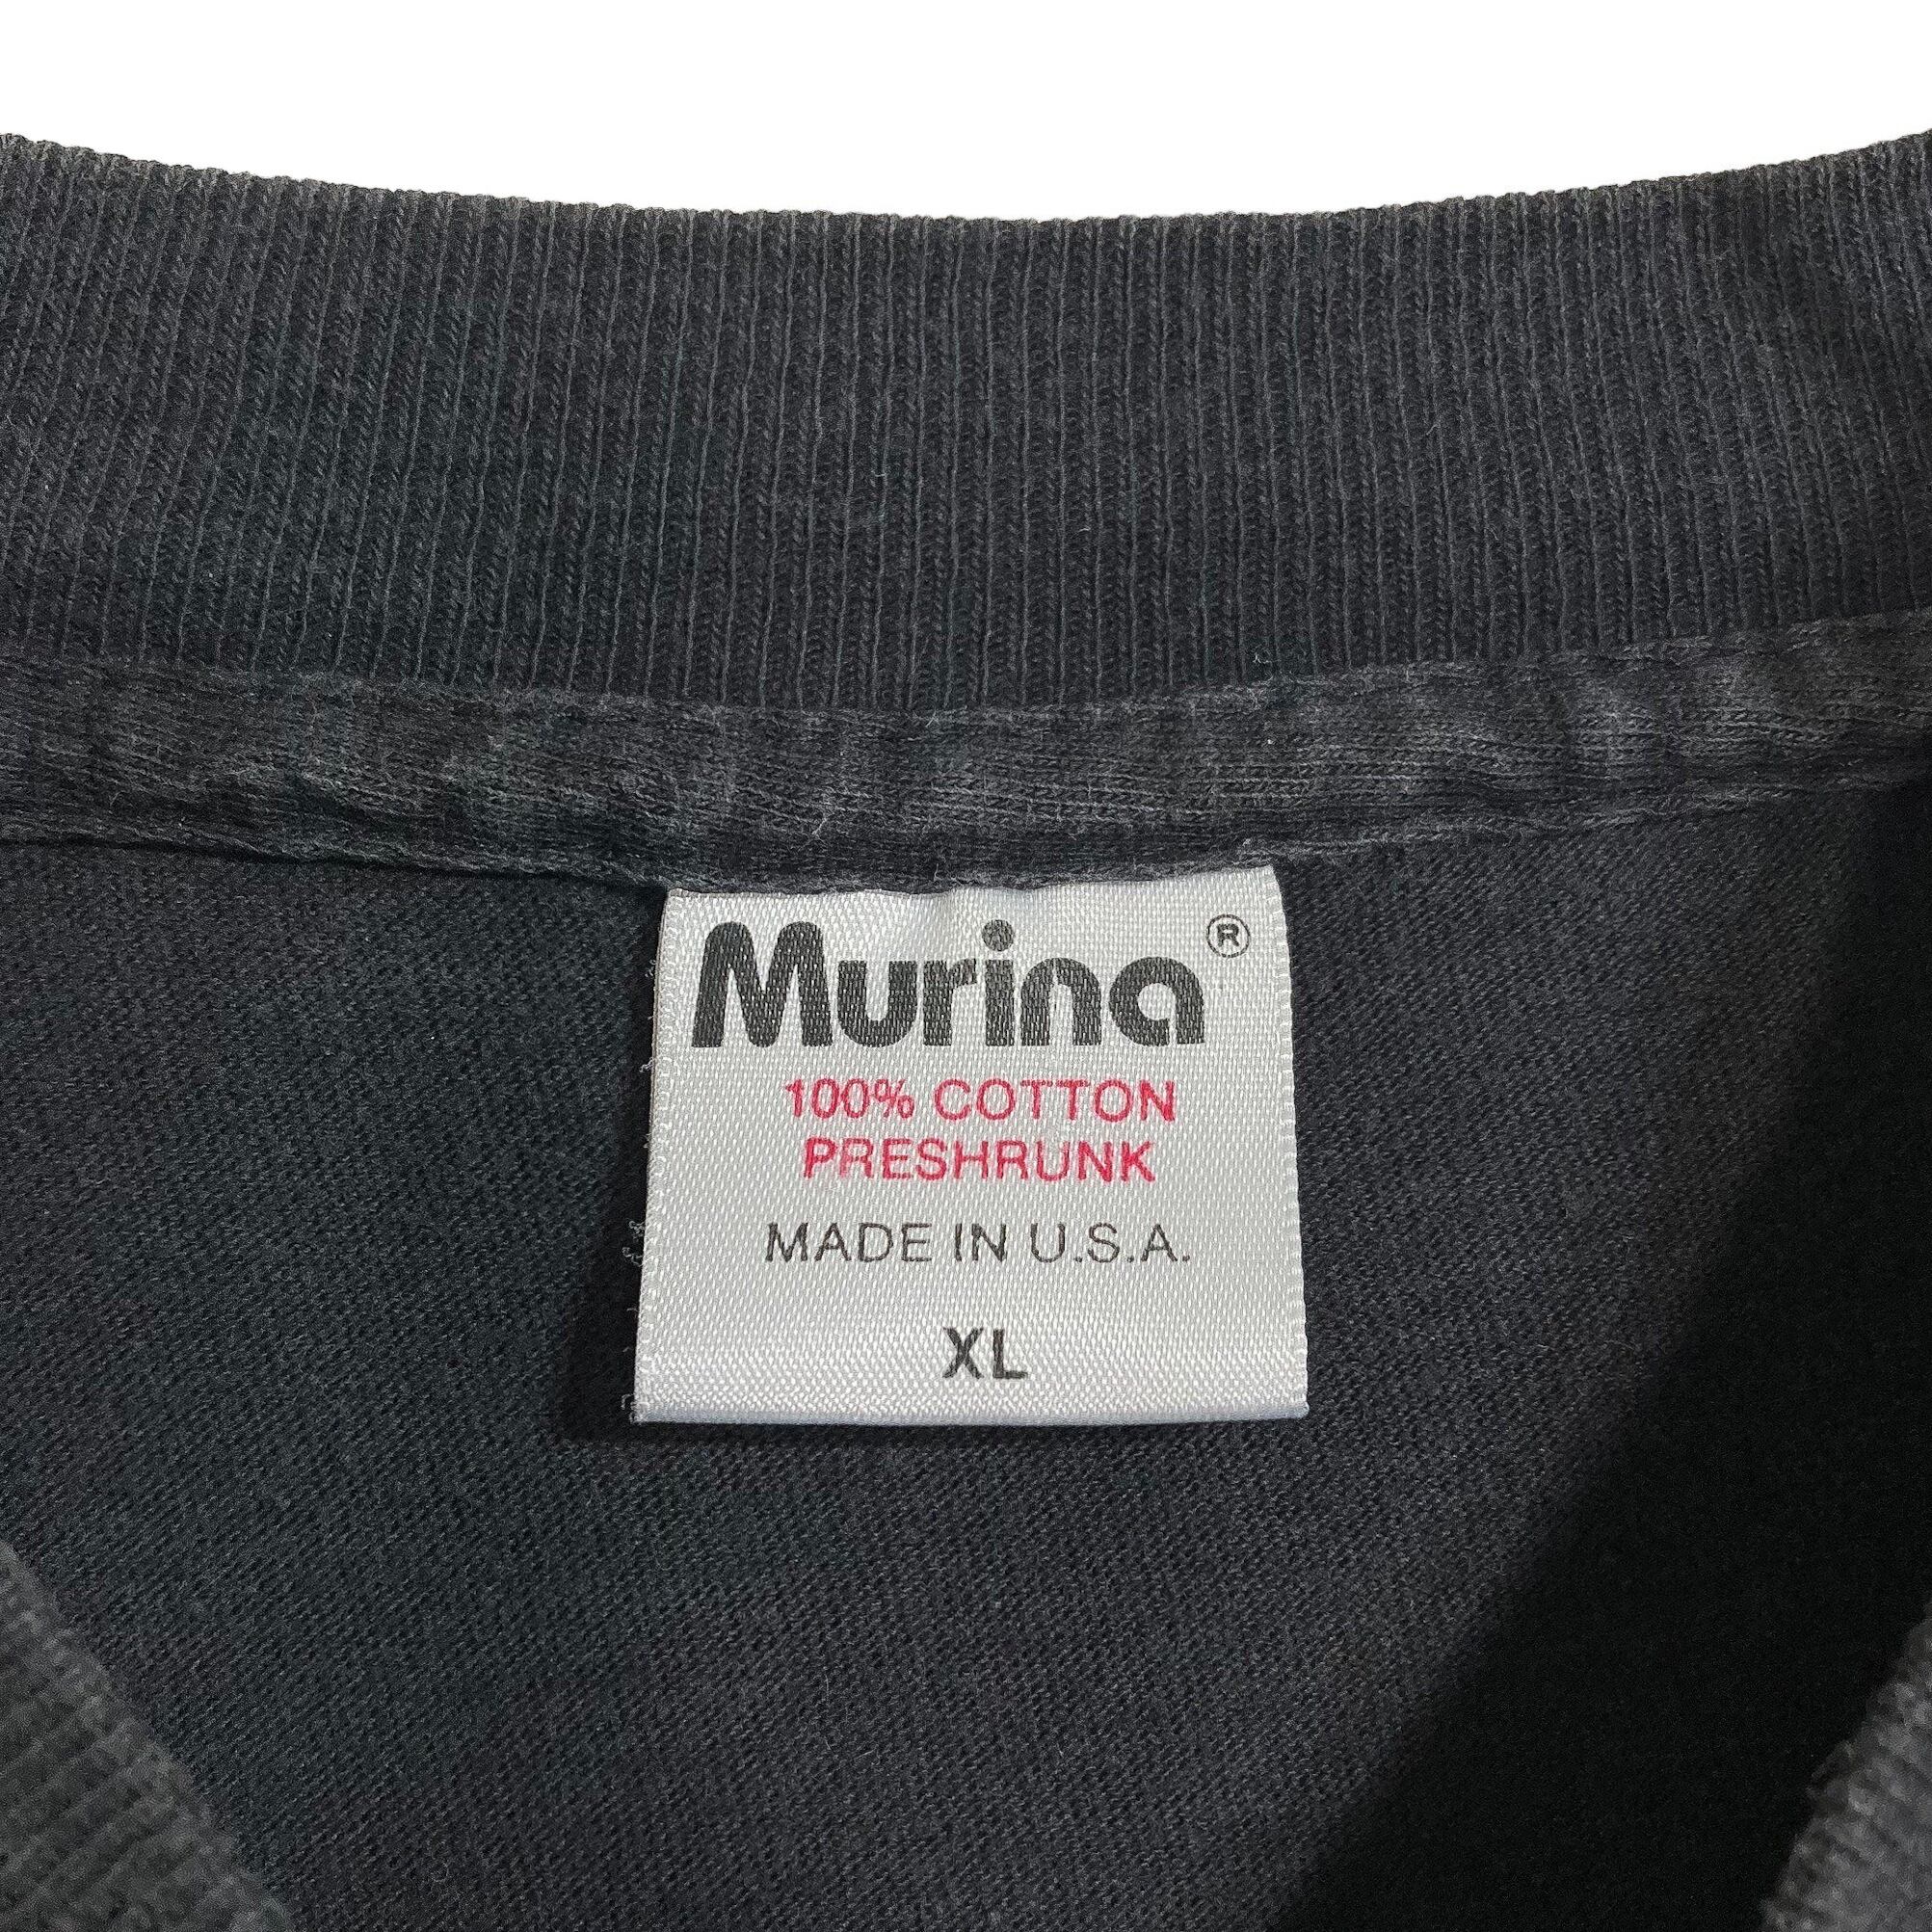 Murina ®
100% COTTON
PRESHRUNK
MADE IN U.S.A.
XL